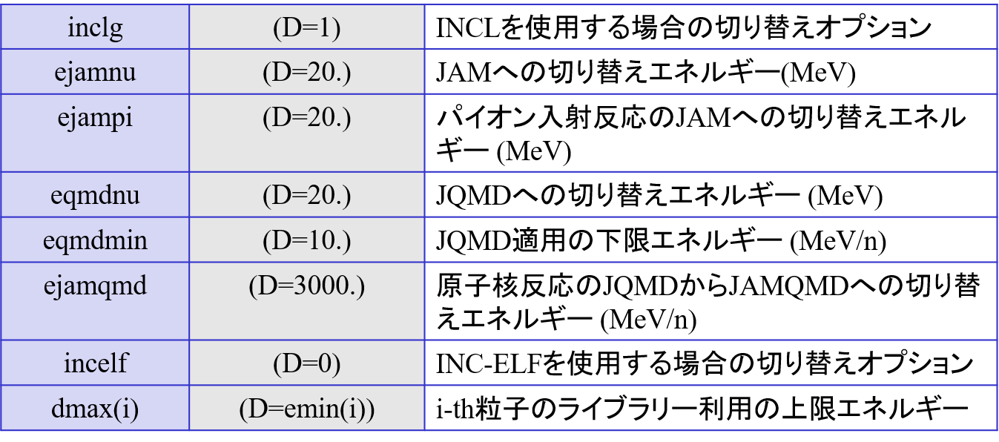 inclg (D=1) INCLを使用する場合の切り替えオプション
ejamnu (D=20.) JAMへの切り替えエネルギー(MeV)
ejampi (D=20.) パイオン入射反応のJAMへの切り替えエネル
ギー (MeV)
eqmdnu (D=20.) JQMDへの切り替えエネルギー (MeV)
eqmdmin (D=10.) JQMD適用の下限エネルギー (MeV/n)
ejamqmd (D=3000.) 原子核反応のJQMDからJAMQMDへの切り替
えエネルギー (MeV/n)
incelf (D=0) INC-ELFを使用する場合の切り替えオプション
dmax(i) (D=emin(i)) i-th粒子のライブラリー利用の上限エネルギー